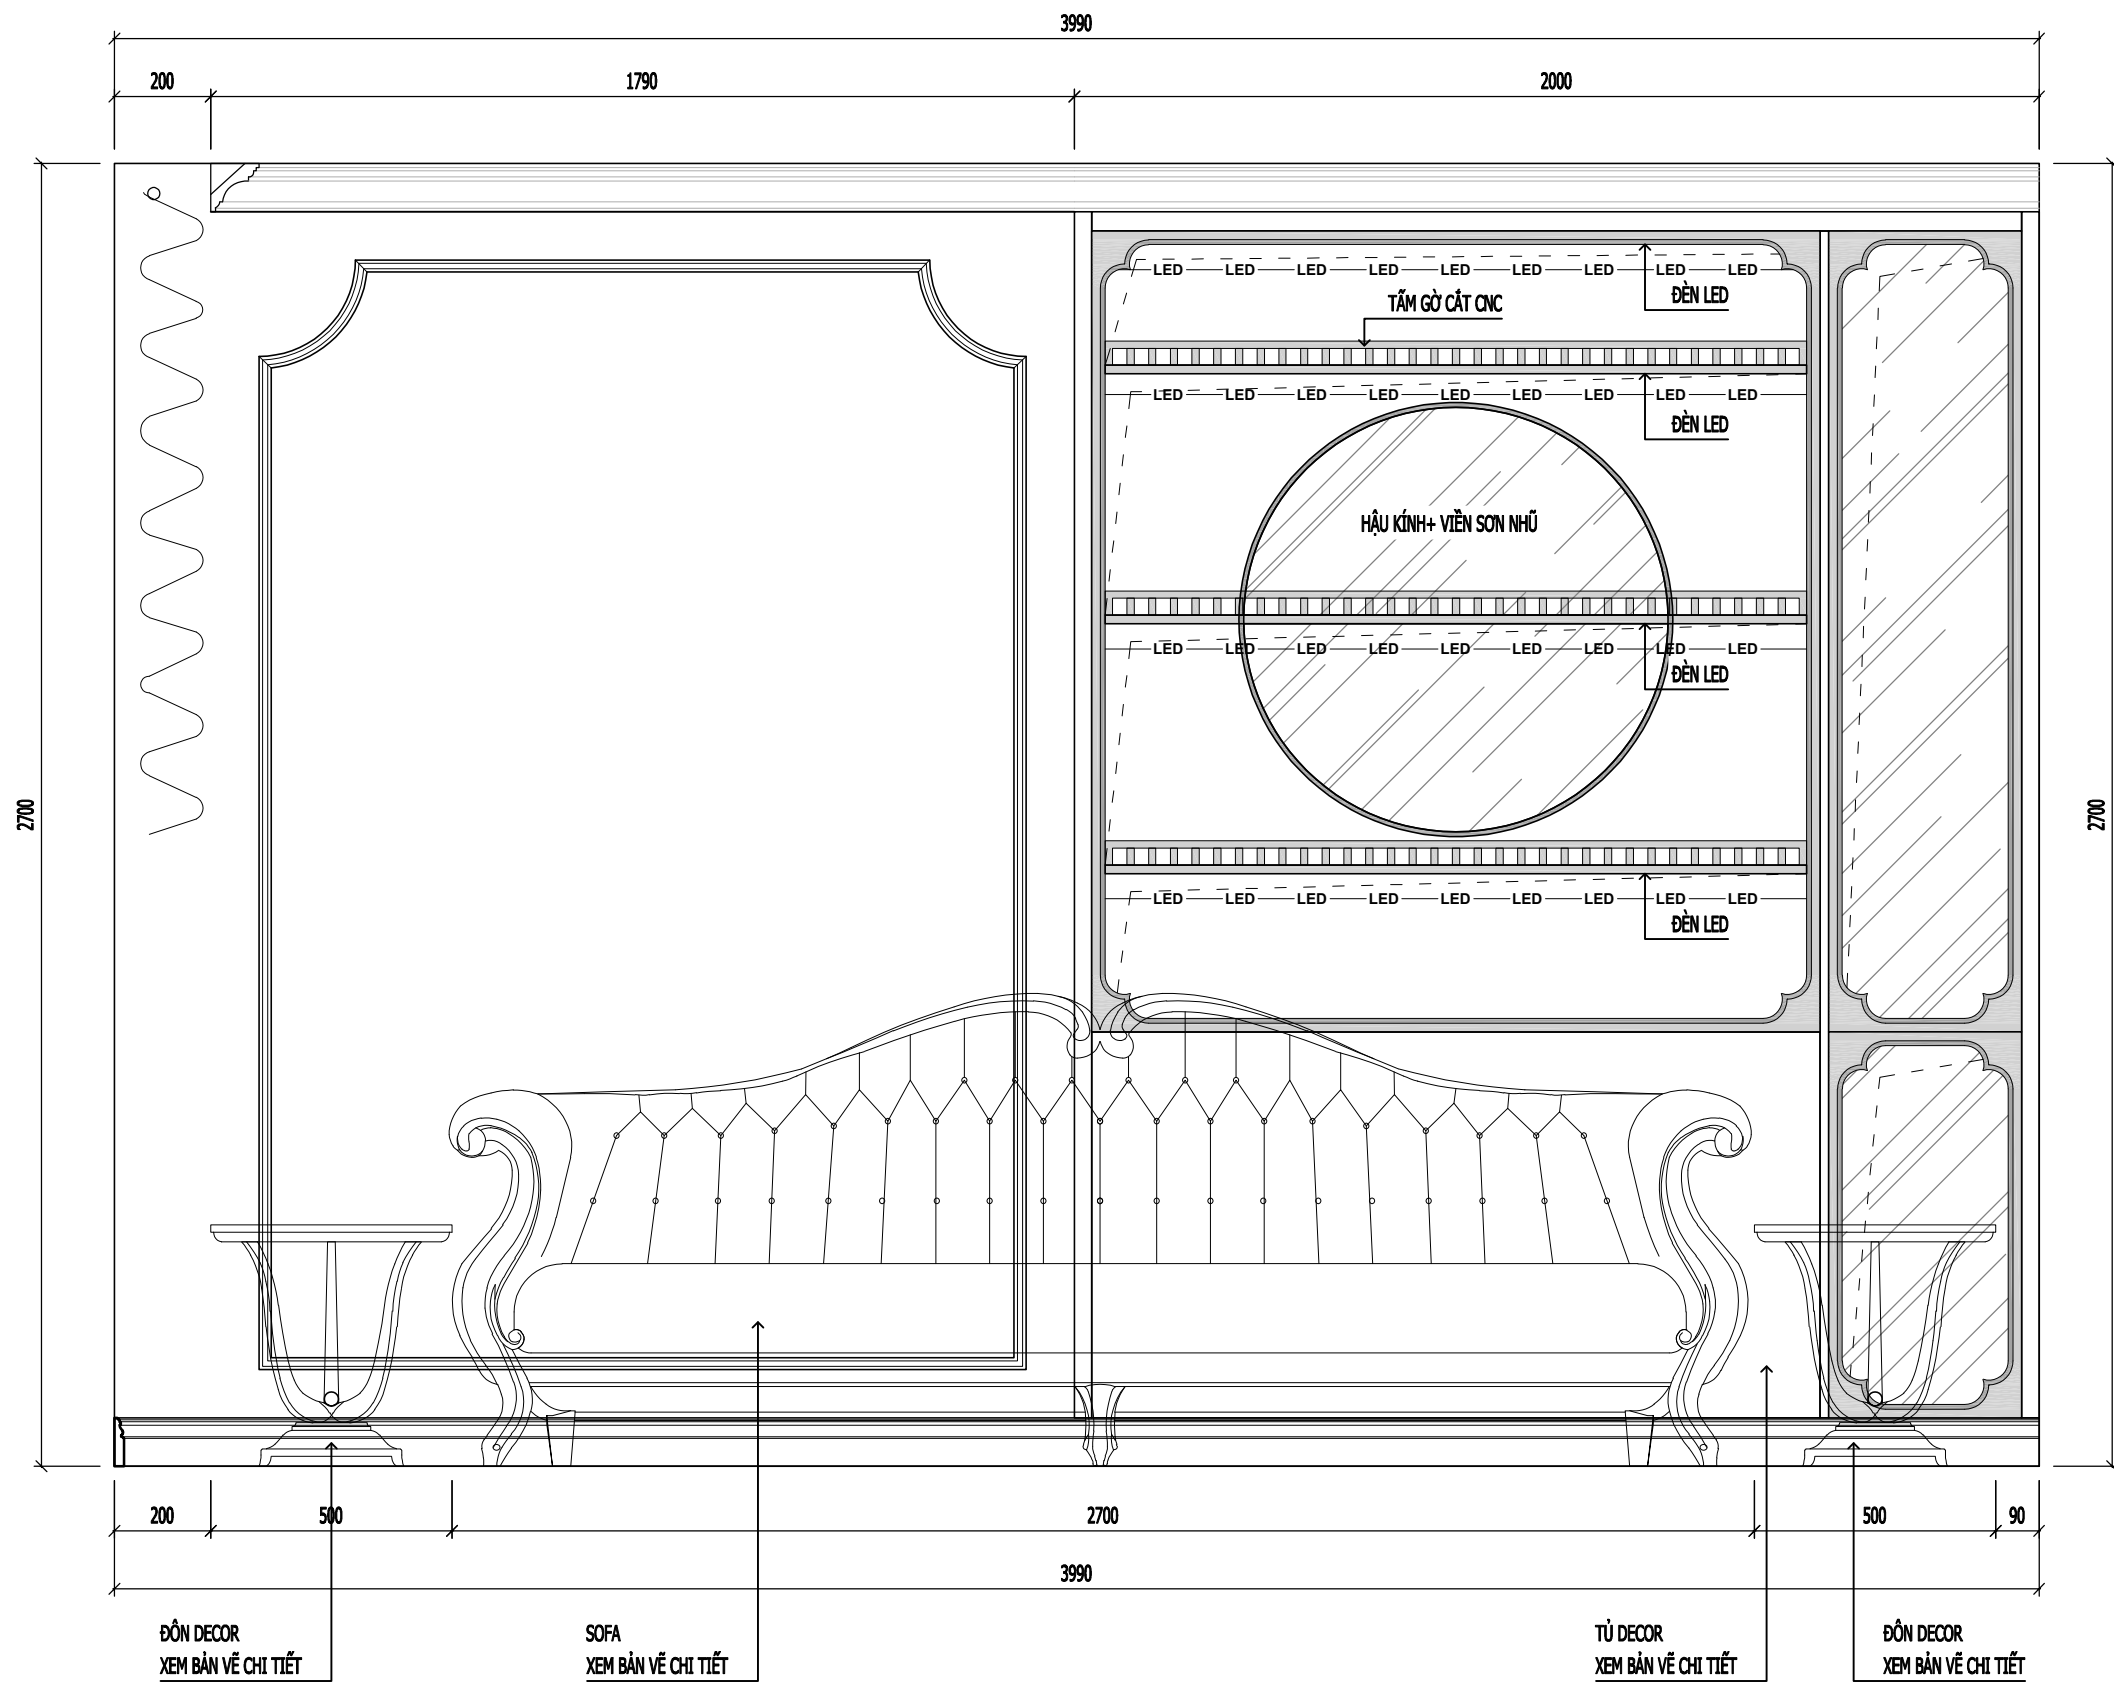 3990
200 1790 2000
LED LED LED LED LED LED LED LED LED
ĐÈN LED
TẤM GỜ CẮT CNC
LED LED LED LED LED LED LED LED LED
ĐÈN LED
HẬU KÍNH+ VIỀN SƠN NHŨ
LED LED LED LED LED LED LED LED LED
ĐÈN LED
2700
2700
LED LED LED LED LED LED LED LED LED
ĐÈN LED
200 500 2700 500 90
3990
ĐÔN DECOR
XEM BẢN VẼ CHI TIẾT
SOFA
XEM BẢN VẼ CHI TIẾT
TỦ DECOR
XEM BẢN VẼ CHI TIẾT
ĐÔN DECOR
XEM BẢN VẼ CHI TIẾT